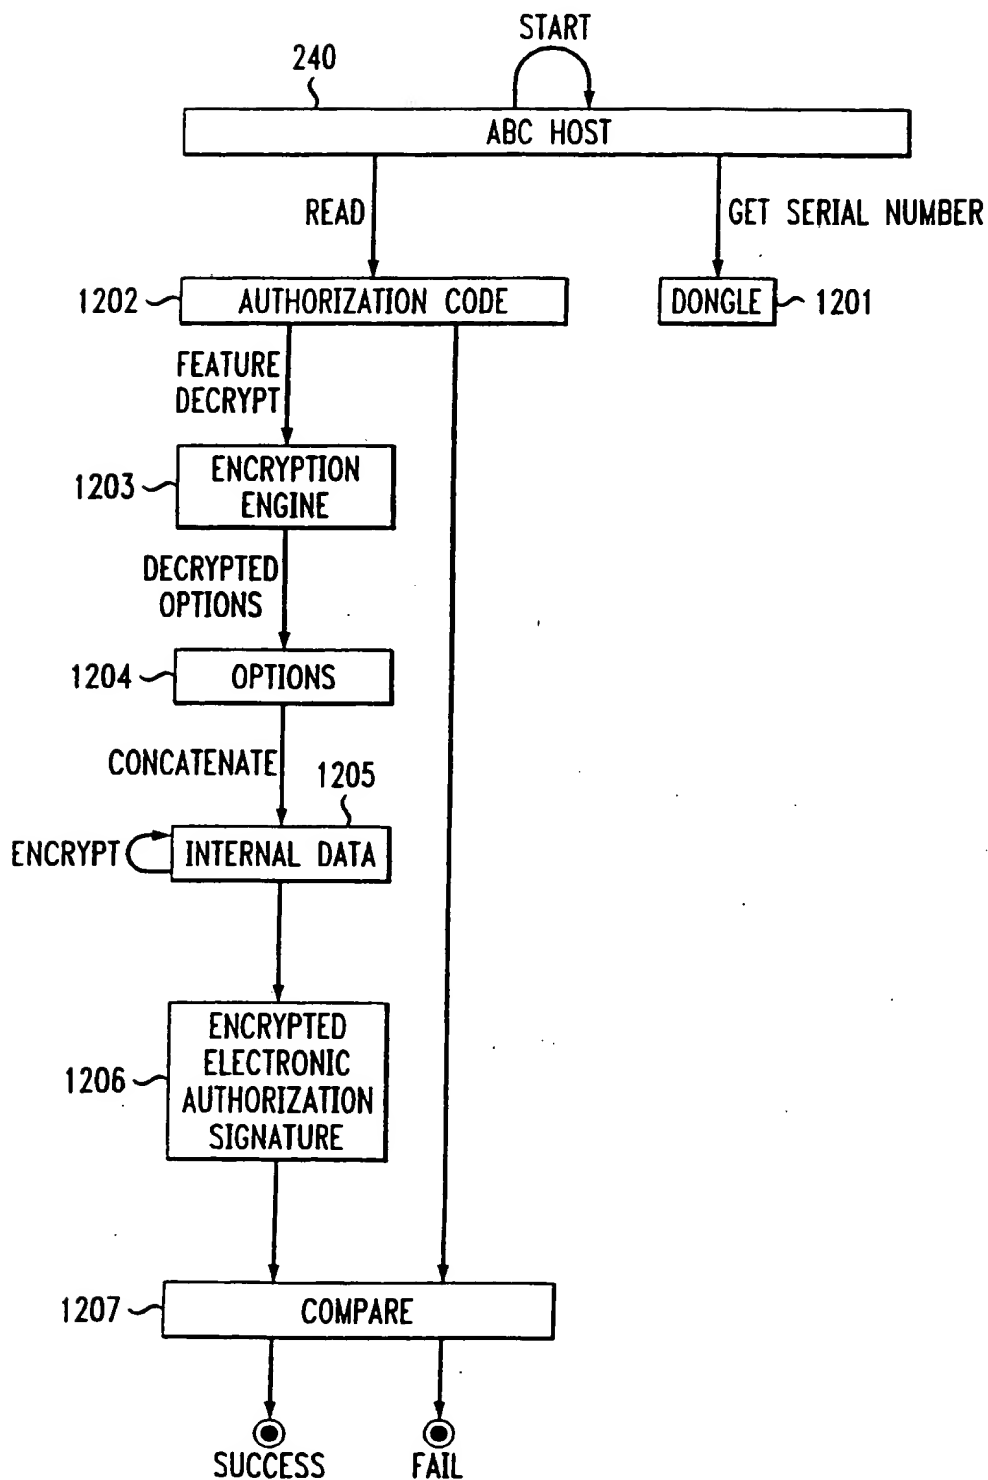 START
240
ABC HOST
READ
GET SERIAL NUMBER
1202
AUTHORIZATION CODE
DONGLE
1201
FEATURE
DECRYPT
1203
ENCRYPTION
ENGINE
DECRYPTED
OPTIONS
1204
OPTIONS
CONCATENATE
1205
ENCRYPT
INTERNAL DATA
1206
ENCRYPTED
ELECTRONIC
AUTHORIZATION
SIGNATURE
1207
COMPARE
SUCCESS
FAIL